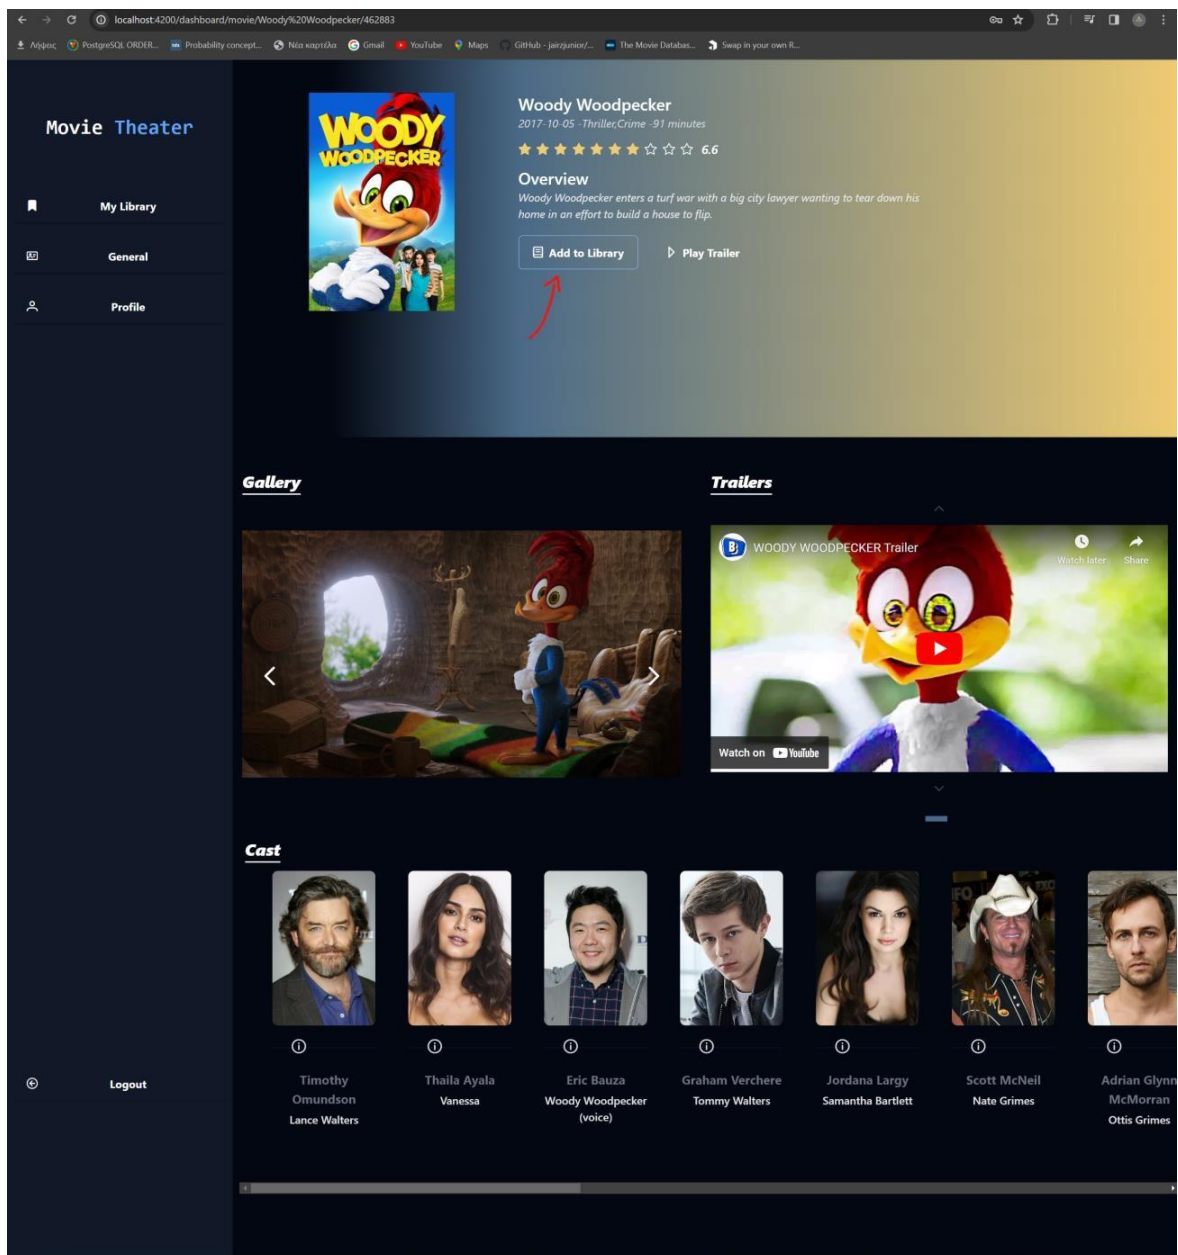 localhost:4200/dashboard/movie/Woody%20Woodpecker/462883
Λήψεις
PostgreSQL ORDER...
Probability concept...
Νέα καρτέλα
Gmail
YouTube
Maps
GitHub - jairzjunior/...
The Movie Databas...
Swap in your own R...
Movie Theater
My Library
General
Profile
Logout
WOODY
WOODPECKER
Woody Woodpecker
2017-10-05 -Thriller,Crime -91 minutes
6.6
Overview
Woody Woodpecker enters a turf war with a big city lawyer wanting to tear down his
home in an effort to build a house to flip.
Add to Library
Play Trailer
Gallery
Trailers
WOODY WOODPECKER Trailer
Watch later
Share
Watch on YouTube
Cast
Timothy
Omundson
Lance Walters
Thaila Ayala
Vanessa
Eric Bauza
Woody Woodpecker
(voice)
Graham Verchere
Tommy Walters
Jordana Largy
Samantha Bartlett
Scott McNeil
Nate Grimes
Adrian Glynn
McMorran
Ottis Grimes